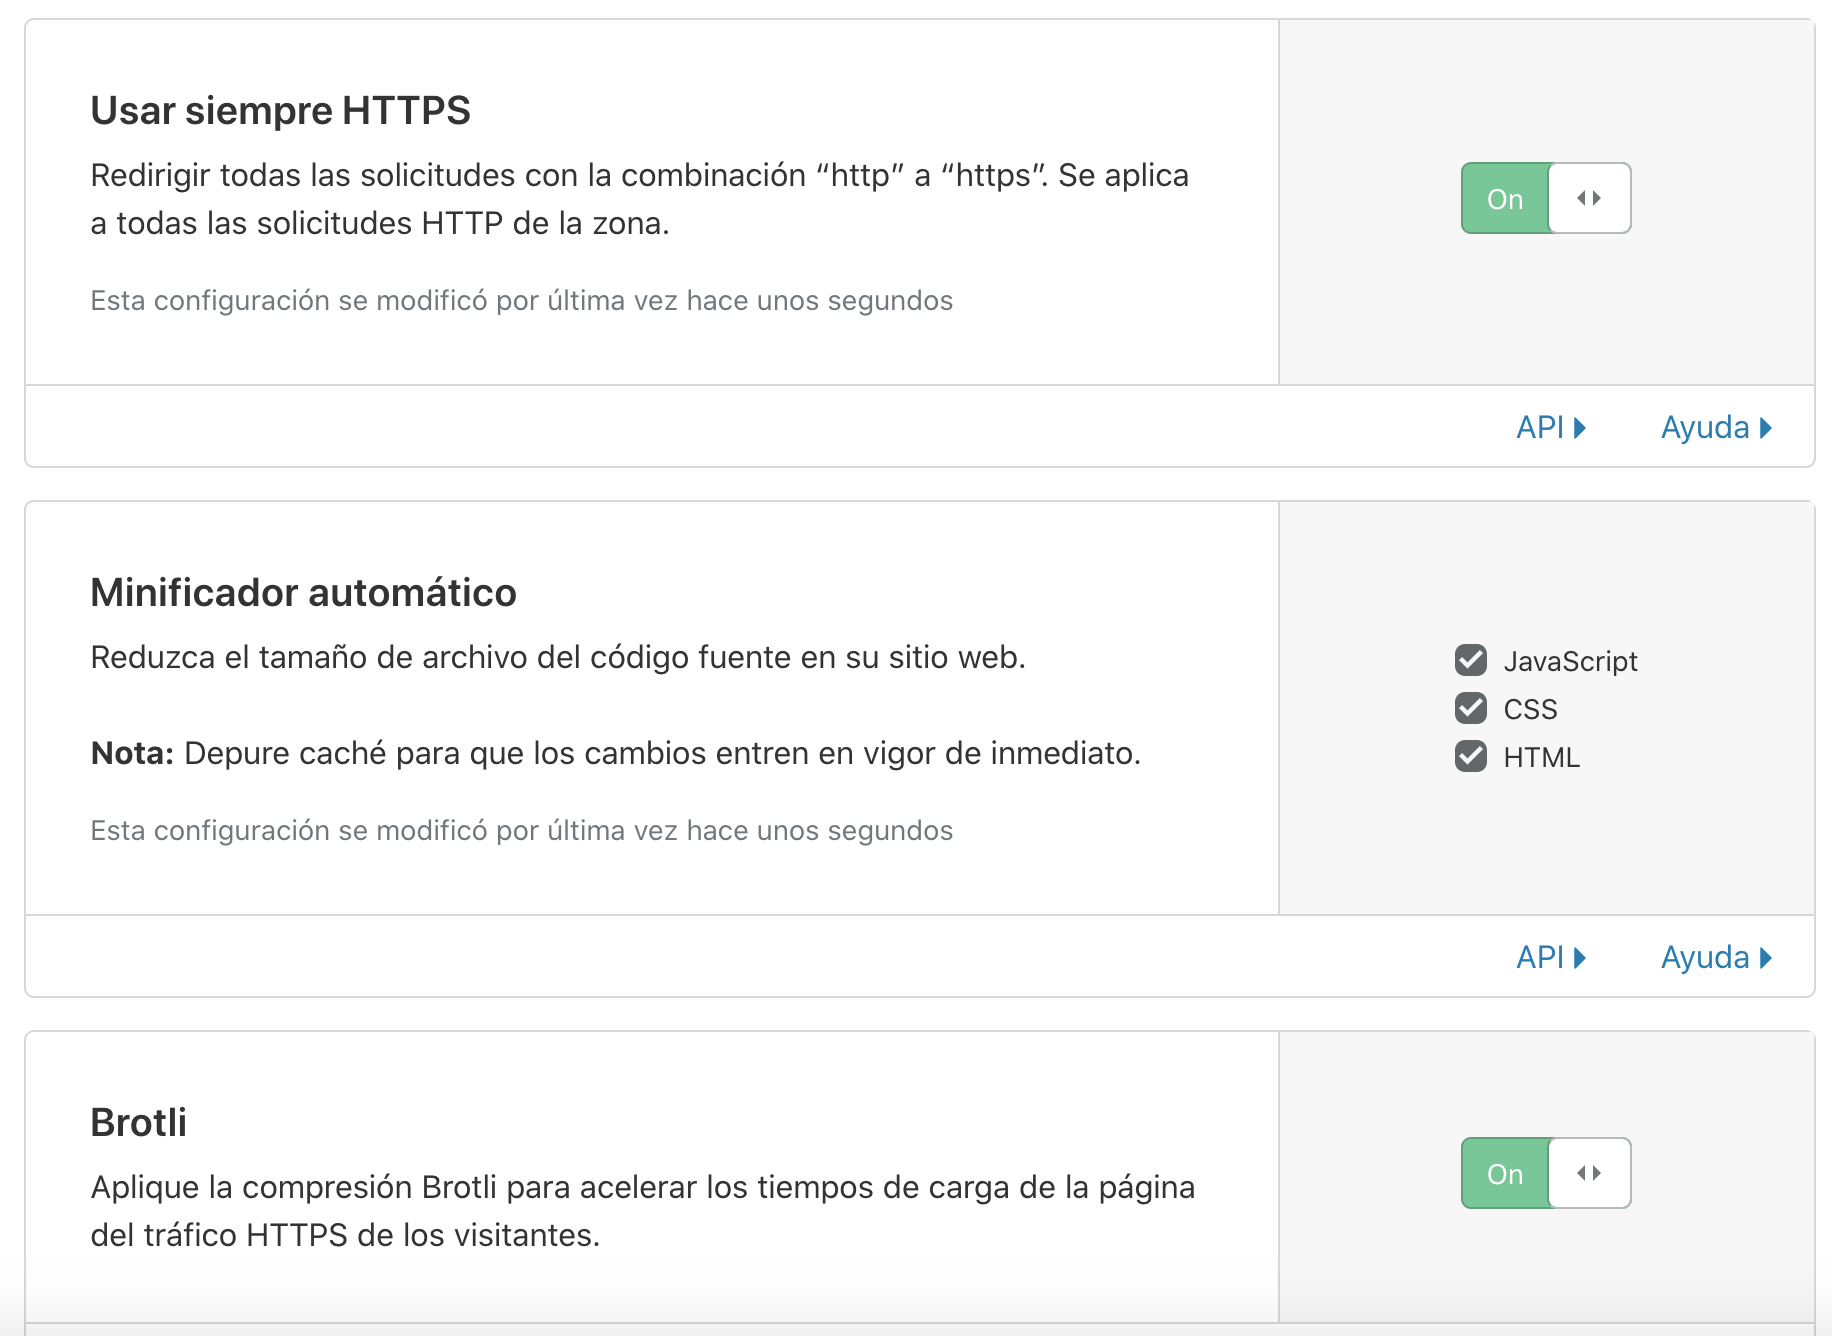 Usar siempre HTTPS
Redirigir todas las solicitudes con la combinación “http” a “https”. Se aplica
a todas las solicitudes HTTP de la zona.
On
Esta configuración se modificó por última vez hace unos segundos
API
Ayuda
Minificador automático
Reduzca el tamaño de archivo del código fuente en su sitio web.
Nota: Depure caché para que los cambios entren en vigor de inmediato.
Esta configuración se modificó por última vez hace unos segundos
JavaScript
CSS
HTML
API
Ayuda
Brotli
Aplique la compresión Brotli para acelerar los tiempos de carga de la página
del tráfico HTTPS de los visitantes.
On